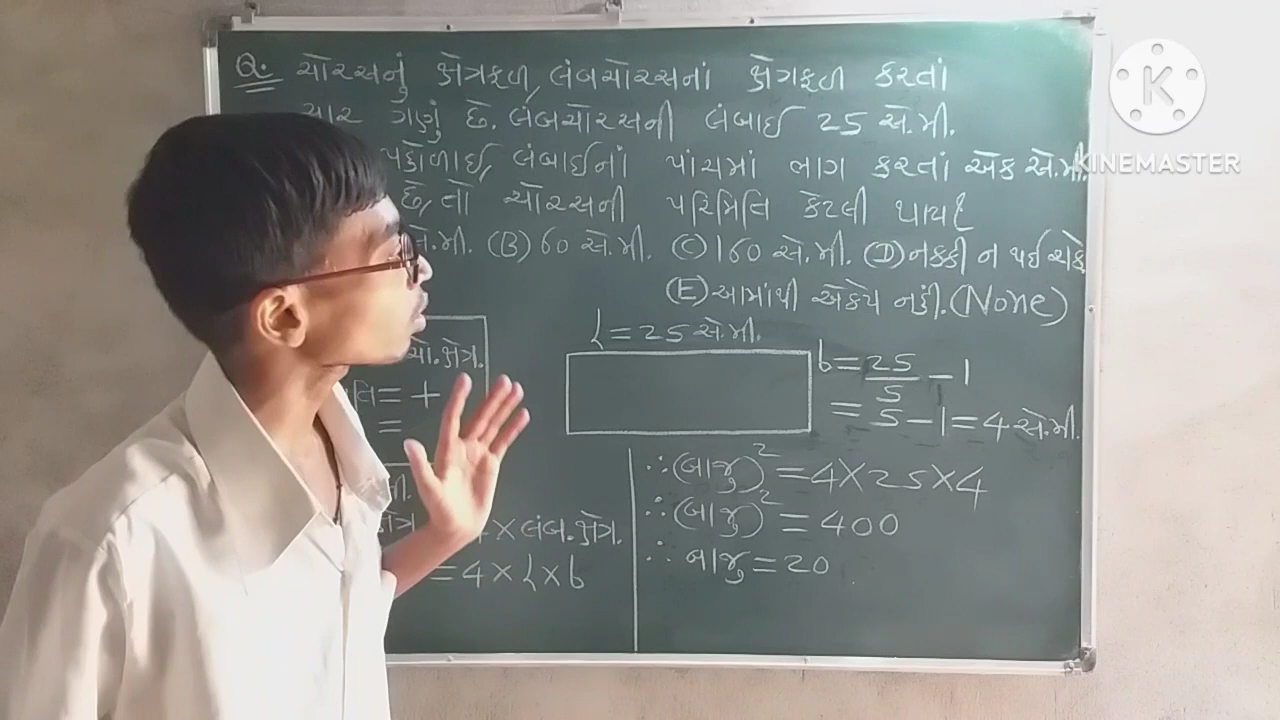 Q. ચોરસનું ક્ષેત્રફળ, લંબચોરસનાં ક્ષેત્રફળ કરતાં
ચાર ગણું છે. લંબચોરસની લંબાઈ 25 સે.મી.
પહોળાઈ, લંબાઈનાં પાંચમાં ભાગ કરતાં એક સે.મી.
છે, તો ચોરસની પરિમિતિ કેટલી થાય?
સે.મી. (B) 60 સે.મી. (C) 160 સે.મી. (D) નક્કી ન થઈ શકે
(E) આમાંથી એકેય નહીં. (None)
l = 25 સે.મી.
b = 25/5 - 1
= 5 - 1 = 4 સે.મી.
ચો. ક્ષેત્ર.
= +
=
∴ (બાજુ)² = 4 × 25 × 4
∴ (બાજુ)² = 400
∴ બાજુ = 20
ક્ષેત્ર × લંબ. ક્ષેત્ર.
= 4 × l × b
K
KINEMASTER